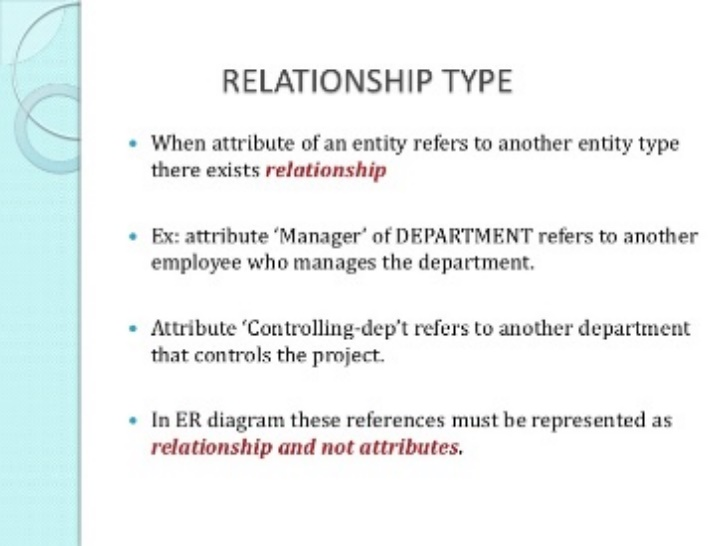 RELATIONSHIP TYPE
• When attribute of an entity refers to another entity type
there exists relationship
• Ex: attribute ‘Manager’ of DEPARTMENT refers to another
employee who manages the department.
• Attribute ‘Controlling-dep’t refers to another department
that controls the project.
• In ER diagram these references must be represented as
relationship and not attributes.